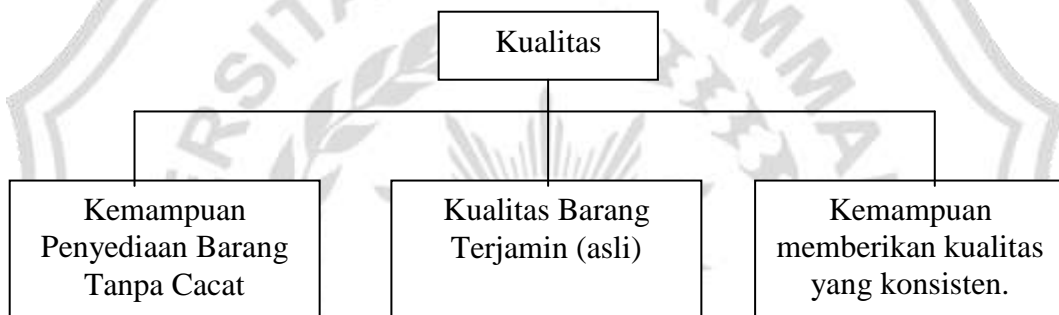 Kualitas
Kemampuan
Penyediaan Barang
Tanpa Cacat
Kualitas Barang
Terjamin (asli)
Kemampuan
memberikan kualitas
yang konsisten.